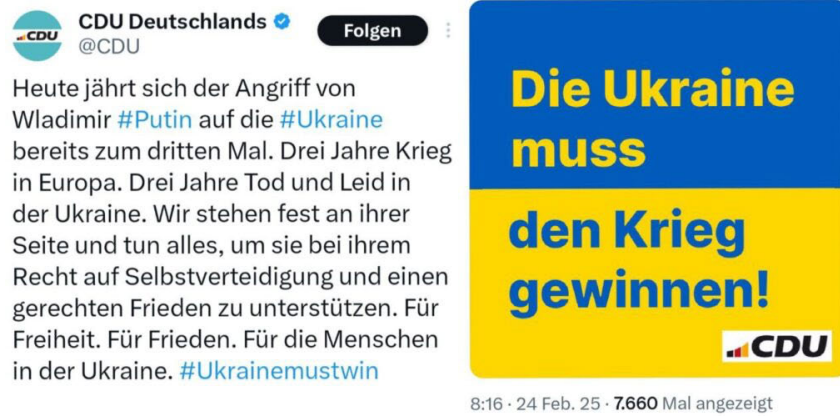 CDU
CDU Deutschlands
@CDU
Folgen
Heute jährt sich der Angriff von
Wladimir #Putin auf die #Ukraine
bereits zum dritten Mal. Drei Jahre Krieg
in Europa. Drei Jahre Tod und Leid in
der Ukraine. Wir stehen fest an ihrer
Seite und tun alles, um sie bei ihrem
Recht auf Selbstverteidigung und einen
gerechten Frieden zu unterstützen. Für
Freiheit. Für Frieden. Für die Menschen
in der Ukraine. #Ukrainemustwin
Die Ukraine
muss
den Krieg
gewinnen!
CDU
8:16 · 24 Feb. 25 · 7.660 Mal angezeigt